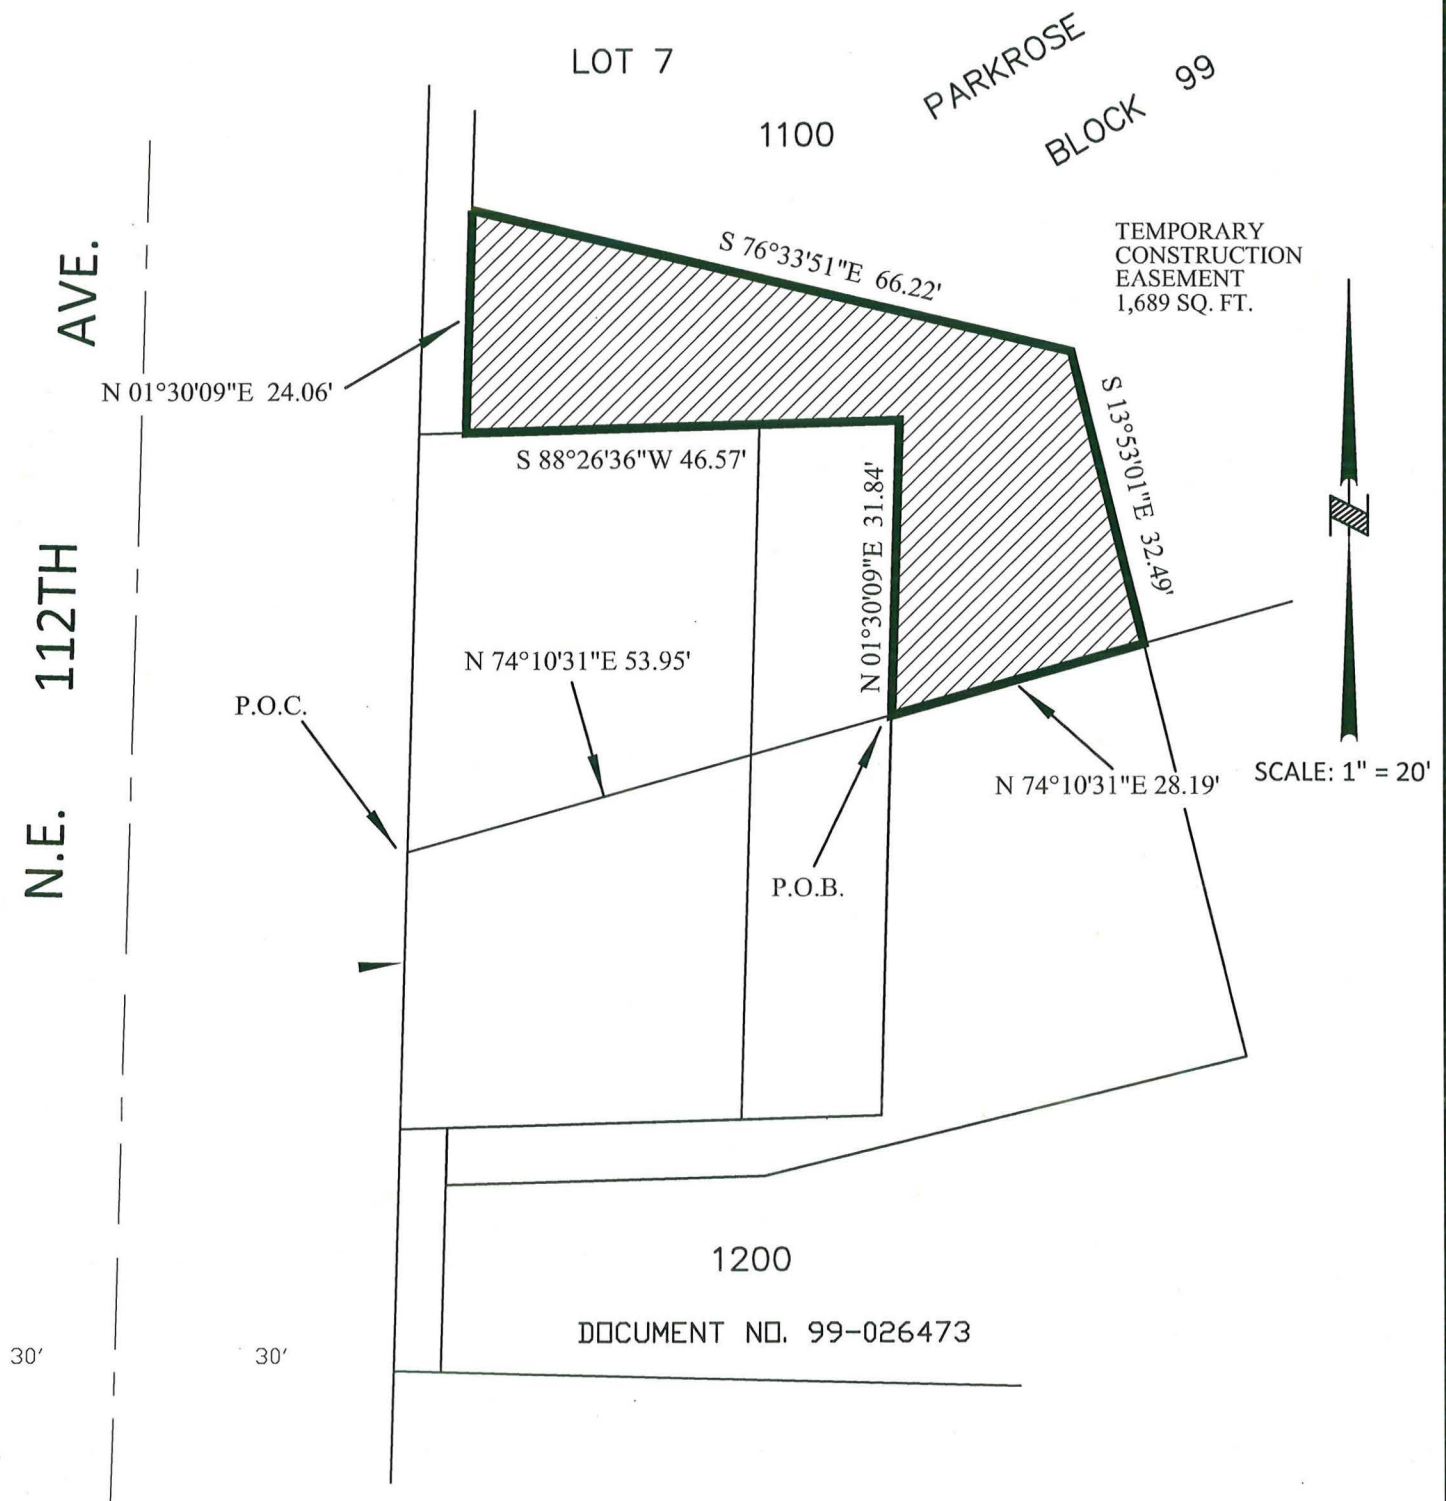 LOT 7
PARKROSE
BLOCK 99
1100
TEMPORARY
CONSTRUCTION
EASEMENT
1,689 SQ. FT.
S 76°33'51"E 66.22'
N.E. 112TH AVE.
N 01°30'09"E 24.06'
S 13°53'01"E 32.49'
S 88°26'36"W 46.57'
N 01°30'09"E 31.84'
N 74°10'31"E 53.95'
P.O.C.
N 74°10'31"E 28.19'
SCALE: 1" = 20'
P.O.B.
1200
DOCUMENT NO. 99-026473
30'
30'